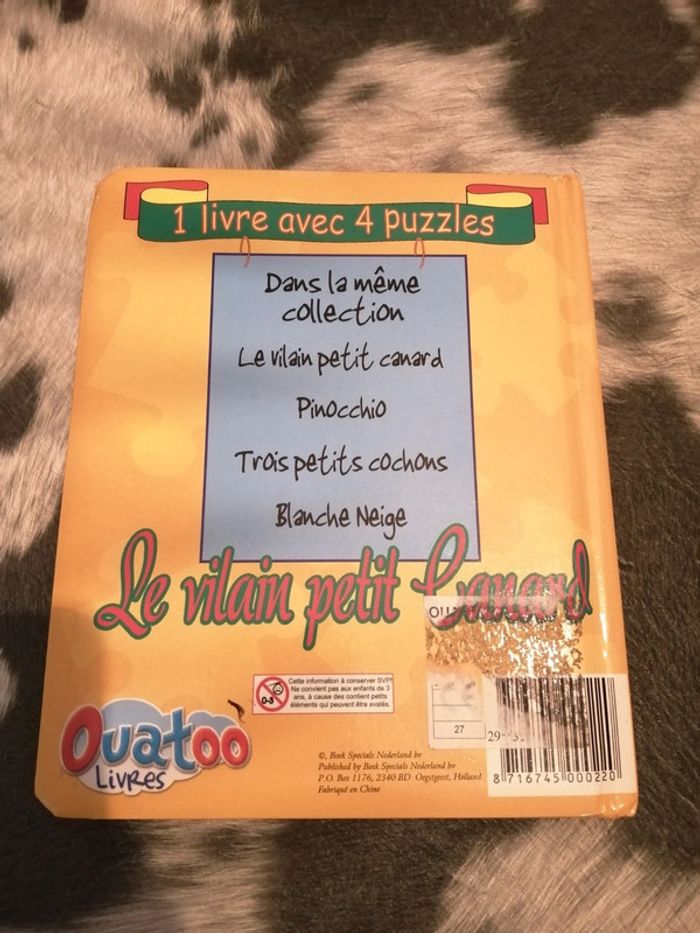 1 livre avec 4 puzzles
Dans la même
collection
Le vilain petit canard
Pinocchio
Trois petits cochons
Blanche Neige
Le vilain petit Canard
Cette information à conserver SVP!
Ne convient pas aux enfants de 3
ans, à cause des contient petits.
éléments qui peuvent être avalés.
0-3
Ouatoo
LIVRES
27
©, Boek Specials Nederland bv
Published by Boek Specials Nederland bv
P.O. Box 1176, 2340 BD Oegstgeest, Holland
Fabriqué en Chine
8 716745 000220